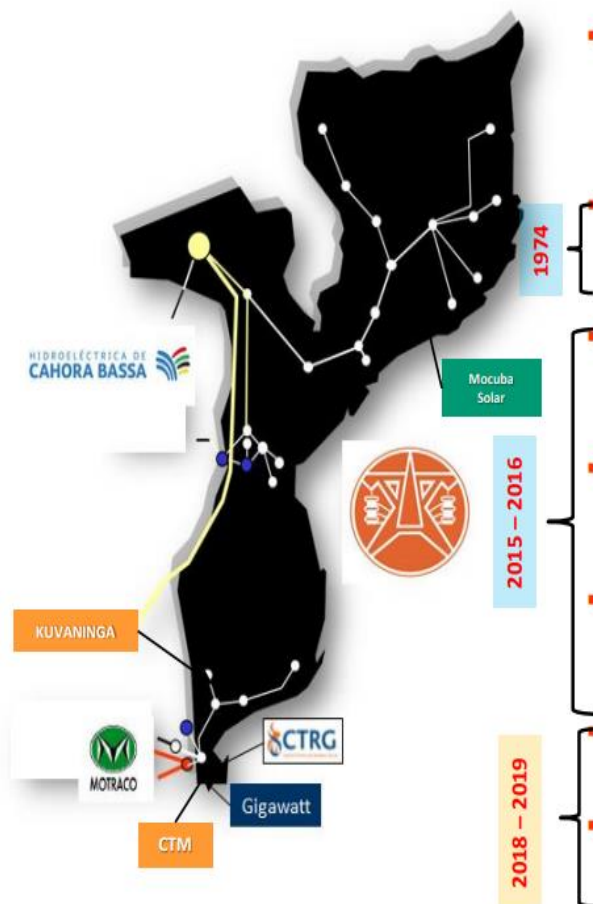 1974
HIDROELÉCTRICA DE
CAHORA BASSA
Mocuba
Solar
2015 – 2016
KUVANINGA
MOTRACO
CTRG
Gigawatt
CTM
2018 – 2019